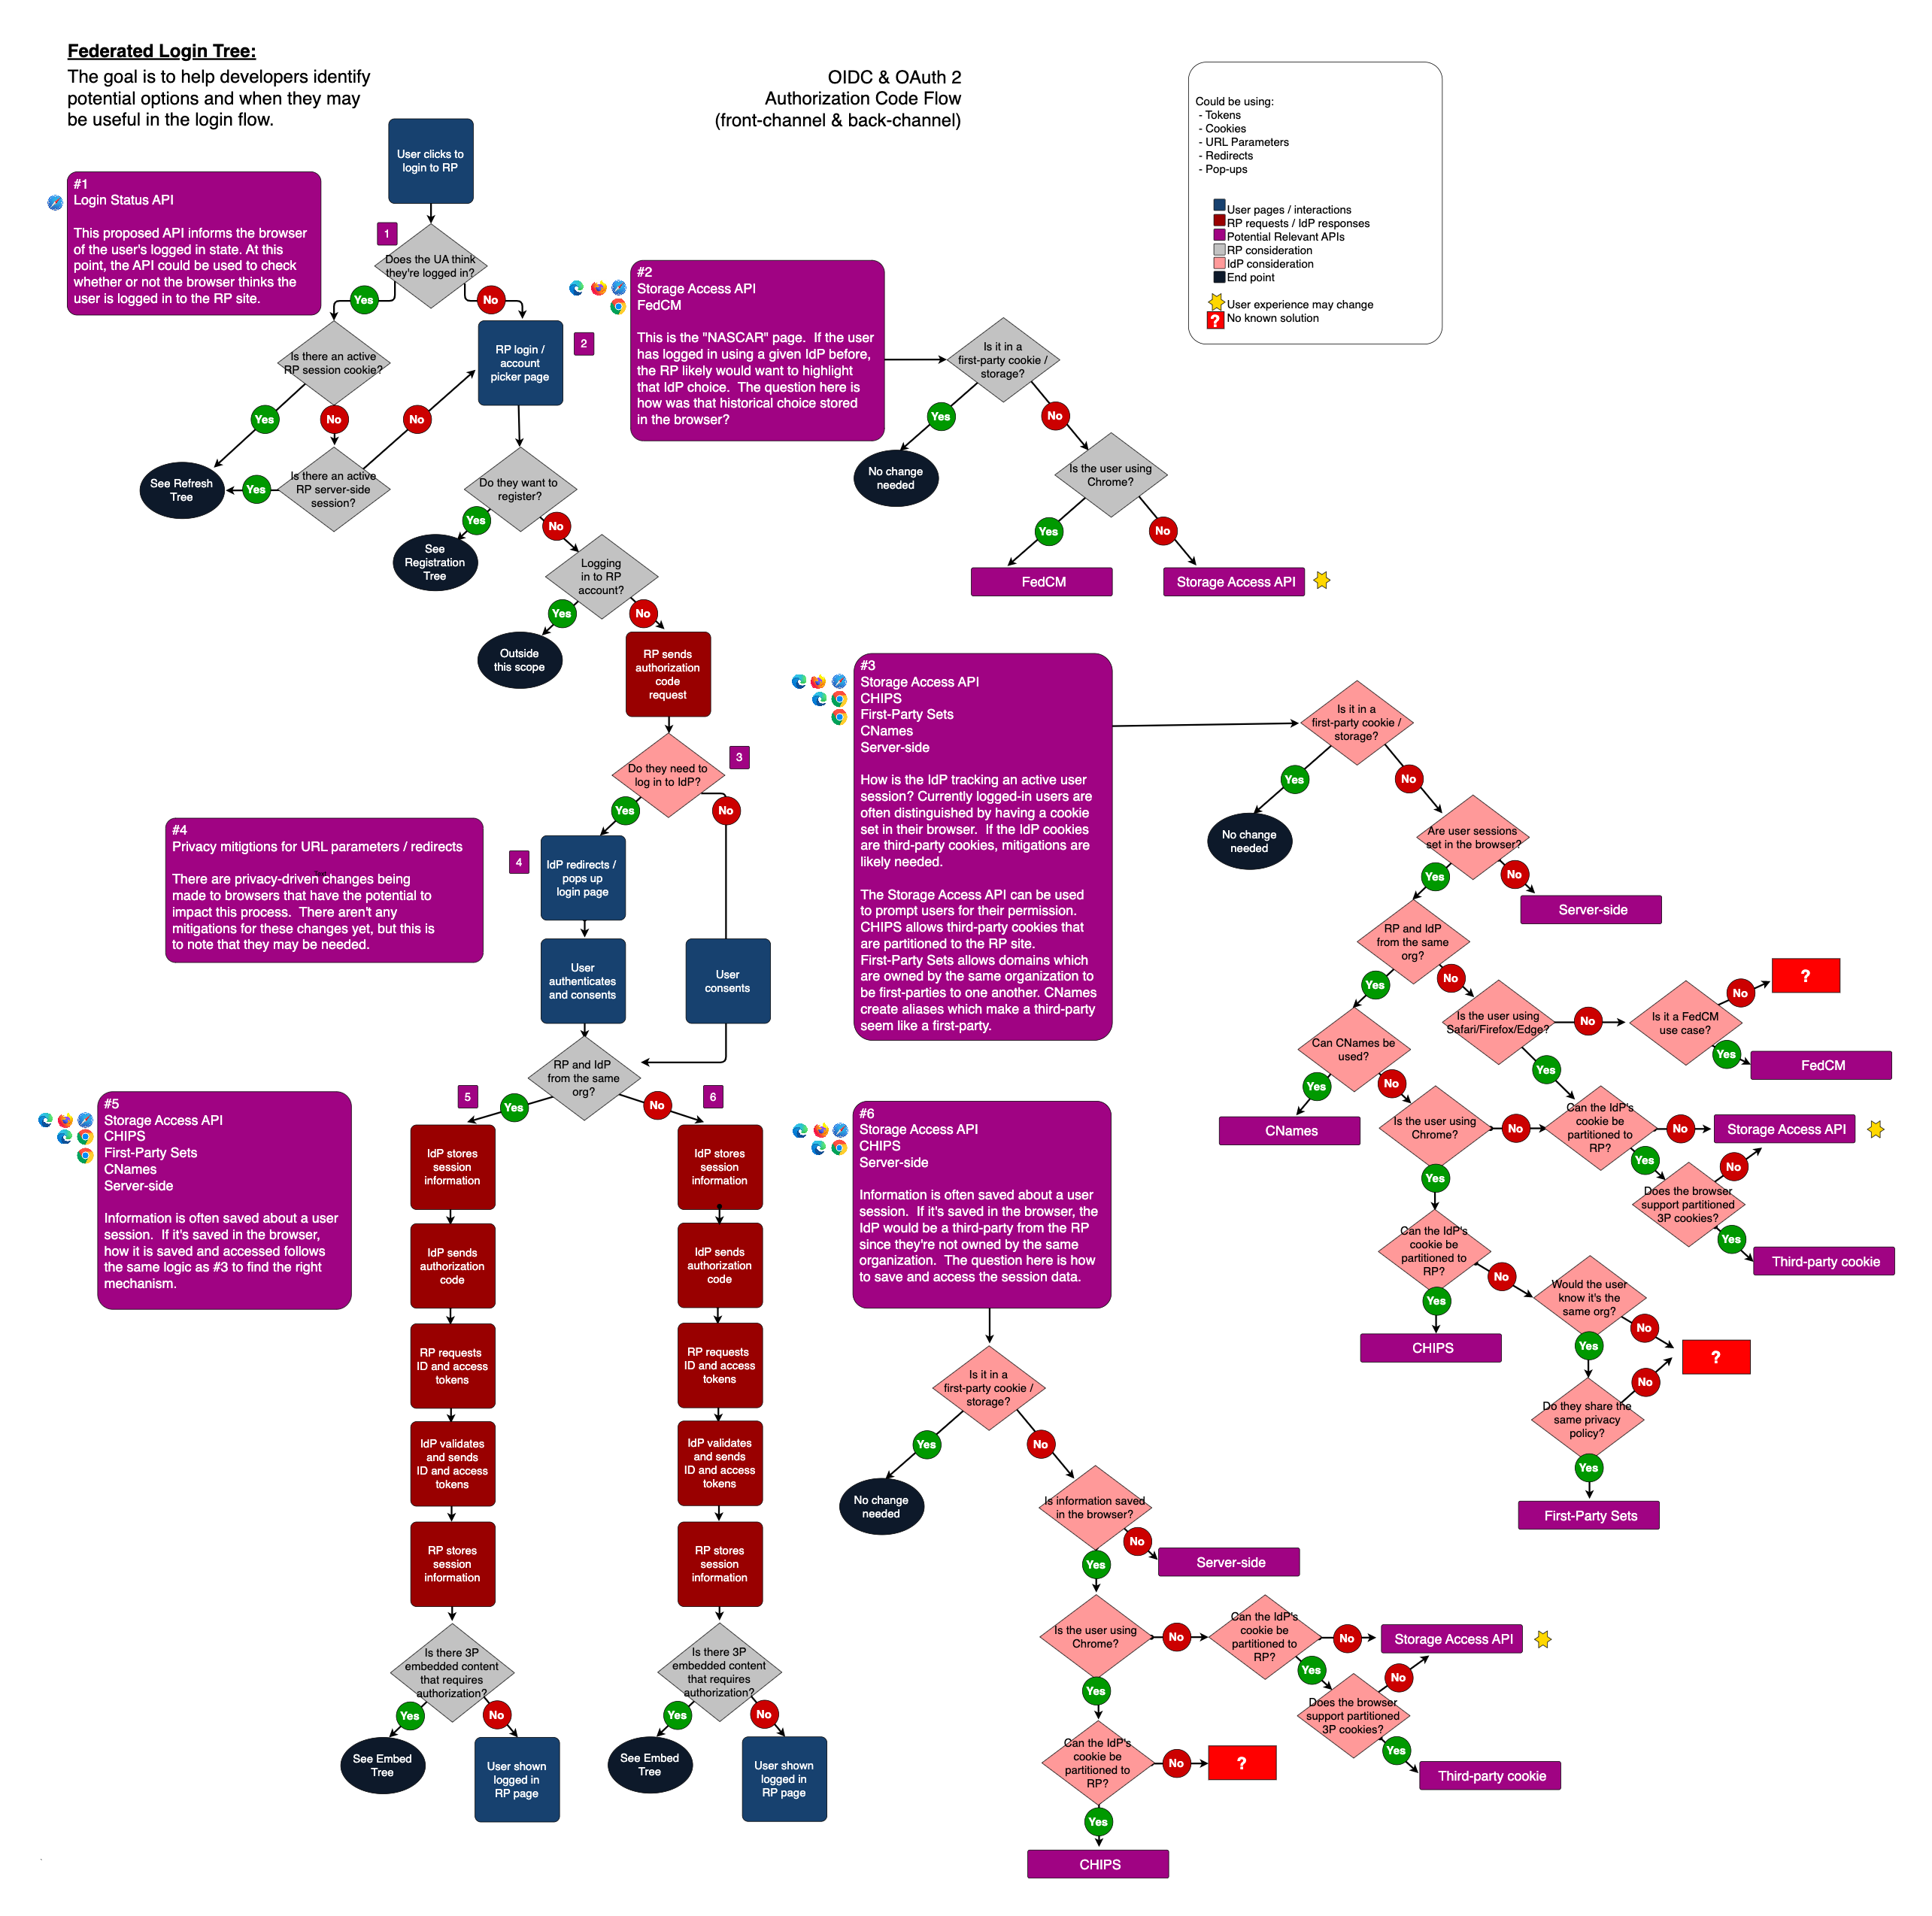 Federated Login Tree:
The goal is to help developers identify
potential options and when they may
be useful in the login flow.
OIDC & OAuth 2
Authorization Code Flow
(front-channel & back-channel)
Could be using:
- Tokens
- Cookies
- URL Parameters
- Redirects
- Pop-ups
User pages / interactions
RP requests / IdP responses
Potential Relevant APIs
RP consideration
IdP consideration
End point
User experience may change
?
No known solution
User clicks to
login to RP
#1
Login Status API
This proposed API informs the browser
of the user's logged in state. At this
point, the API could be used to check
whether or not the browser thinks the
user is logged in to the RP site.
1
Does the UA think
they're logged in?
Yes
No
Is there an active
RP session cookie?
RP login /
account
picker page
2
Yes
No
No
See Refresh
Tree
Yes
Is there an active
RP server-side
session?
Do they want to
register?
Yes
No
See
Registration
Tree
Logging
in to RP
account?
Yes
No
Outside
this scope
RP sends
authorization
code
request
#2
Storage Access API
FedCM
This is the "NASCAR" page. If the user
has logged in using a given IdP before,
the RP likely would want to highlight
that IdP choice. The question here is
how was that historical choice stored
in the browser?
Is it in a
first-party cookie /
storage?
Yes
No
No change
needed
Is the user using
Chrome?
Yes
No
FedCM
Storage Access API
Do they need to
log in to IdP?
3
Yes
No
#4
Privacy mitigtions for URL parameters / redirects
There are privacy-driven changes being
made to browsers that have the potential to
impact this process. There aren't any
mitigations for these changes yet, but this is
to note that they may be needed.
4
IdP redirects /
pops up
login page
User
authenticates
and consents
User
consents
RP and IdP
from the same
org?
5
Yes
No
6
#3
Storage Access API
CHIPS
First-Party Sets
CNames
Server-side
How is the IdP tracking an active user
session? Currently logged-in users are
often distinguished by having a cookie
set in their browser. If the IdP cookies
are third-party cookies, mitigations are
likely needed.
The Storage Access API can be used
to prompt users for their permission.
CHIPS allows third-party cookies that
are partitioned to the RP site.
First-Party Sets allows domains which
are owned by the same organization to
be first-parties to one another. CNames
create aliases which make a third-party
seem like a first-party.
Is it in a
first-party cookie /
storage?
Yes
No
No change
needed
Are user sessions
set in the browser?
Yes
No
Server-side
RP and IdP
from the same
org?
Yes
No
Is the user using
Safari/Firefox/Edge?
No
Is it a FedCM
use case?
No
?
Yes
FedCM
Can CNames be
used?
Yes
No
CNames
Yes
Is the user using
Chrome?
No
Can the IdP's
cookie be
partitioned to
RP?
No
Storage Access API
Yes
No
Does the browser
support partitioned
3P cookies?
Yes
Third-party cookie
Yes
Can the IdP's
cookie be
partitioned to
RP?
No
Yes
CHIPS
Would the user
know it's the
same org?
No
Yes
?
No
Do they share the
same privacy
policy?
Yes
First-Party Sets
#5
Storage Access API
CHIPS
First-Party Sets
CNames
Server-side
Information is often saved about a user
session. If it's saved in the browser,
how it is saved and accessed follows
the same logic as #3 to find the right
mechanism.
IdP stores
session
information
IdP sends
authorization
code
RP requests
ID and access
tokens
IdP validates
and sends
ID and access
tokens
RP stores
session
information
Is there 3P
embedded content
that requires
authorization?
Yes
No
See Embed
Tree
User shown
logged in
RP page
IdP stores
session
information
IdP sends
authorization
code
RP requests
ID and access
tokens
IdP validates
and sends
ID and access
tokens
RP stores
session
information
Is there 3P
embedded content
that requires
authorization?
Yes
No
See Embed
Tree
User shown
logged in
RP page
#6
Storage Access API
CHIPS
Server-side
Information is often saved about a user
session. If it's saved in the browser, the
IdP would be a third-party from the RP
since they're not owned by the same
organization. The question here is how
to save and access the session data.
Is it in a
first-party cookie /
storage?
Yes
No
No change
needed
Is information saved
in the browser?
No
Server-side
Yes
Is the user using
Chrome?
No
Can the IdP's
cookie be
partitioned to
RP?
No
Storage Access API
Yes
No
Does the browser
support partitioned
3P cookies?
Yes
Third-party cookie
Yes
Can the IdP's
cookie be
partitioned to
RP?
No
?
Yes
CHIPS